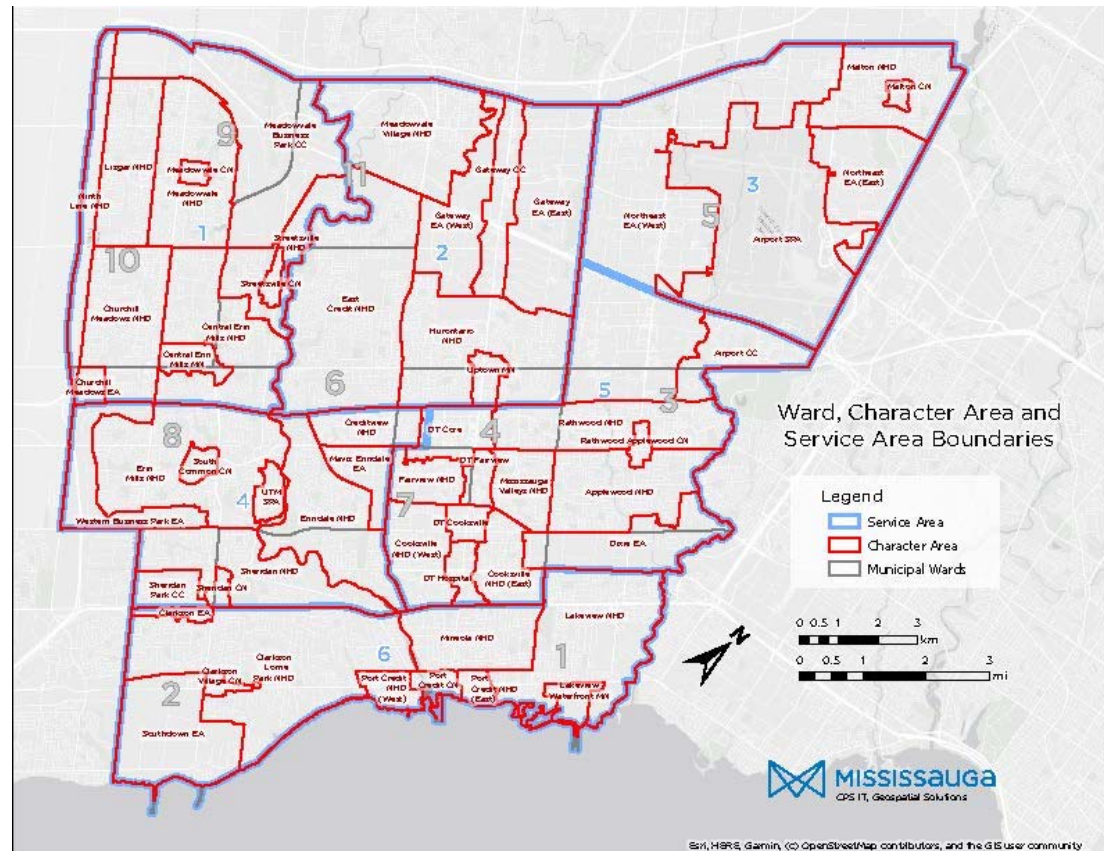 Malton NHD
Malton CN
Meadowvale
Business
Park CC
Meadowvale
Village NHD
9
Lisgar NHD
Meadowvale CN
Meadowvale
NHD
11
Gateway CC
Gateway
EA (East)
Northeast
EA (East)
3
Ninth
Line NHD
Gateway
EA (West)
Northeast
EA (West)
5
Airport SPA
1
Streetsville
NHD
2
10
Streetsville CN
Churchill
Meadows NHD
East
Credit NHD
Central Erin
Mills NHD
Hurontario
NHD
Central Erin
Mills MN
Airport CC
Uptown MN
Churchill
Meadows EA
6
5
3
Creditview NHD
DT Core
4
Rathwood NHD
Rathwood Applewood CN
8
Mavis Erindale
EA
DT Fairview
South
Common CN
Erin
Mills NHD
Fairview NHD
Mississauga
Valleys NHD
Applewood NHD
UTM
SPA
4
7
Western Business Park EA
Erindale NHD
DT Cooksville
Dixie EA
Cooksville
NHD (West)
Sheridan NHD
DT Hospital
Cooksville
NHD (East)
Sheridan
Park CC
Sheridan CN
Clarkson EA
Lakeview NHD
Mineola NHD
6
1
Clarkson
Lorne
Park NHD
Clarkson
Village CN
Port Credit
NHD
(West)
Port
Credit CN
Port
Credit NHD
(East)
Lakeview
Waterfront MN
2
Southdown EA
Ward, Character Area and
Service Area Boundaries
Legend
Service Area
Character Area
Municipal Wards
N
0 0.5 1 2 3
km
0 0.5 1 2 3
mi
MISSISSAUGA
CPS IT, Geospatial Solutions
Esri, HERE, Garmin, (c) OpenStreetMap contributors, and the GIS user community